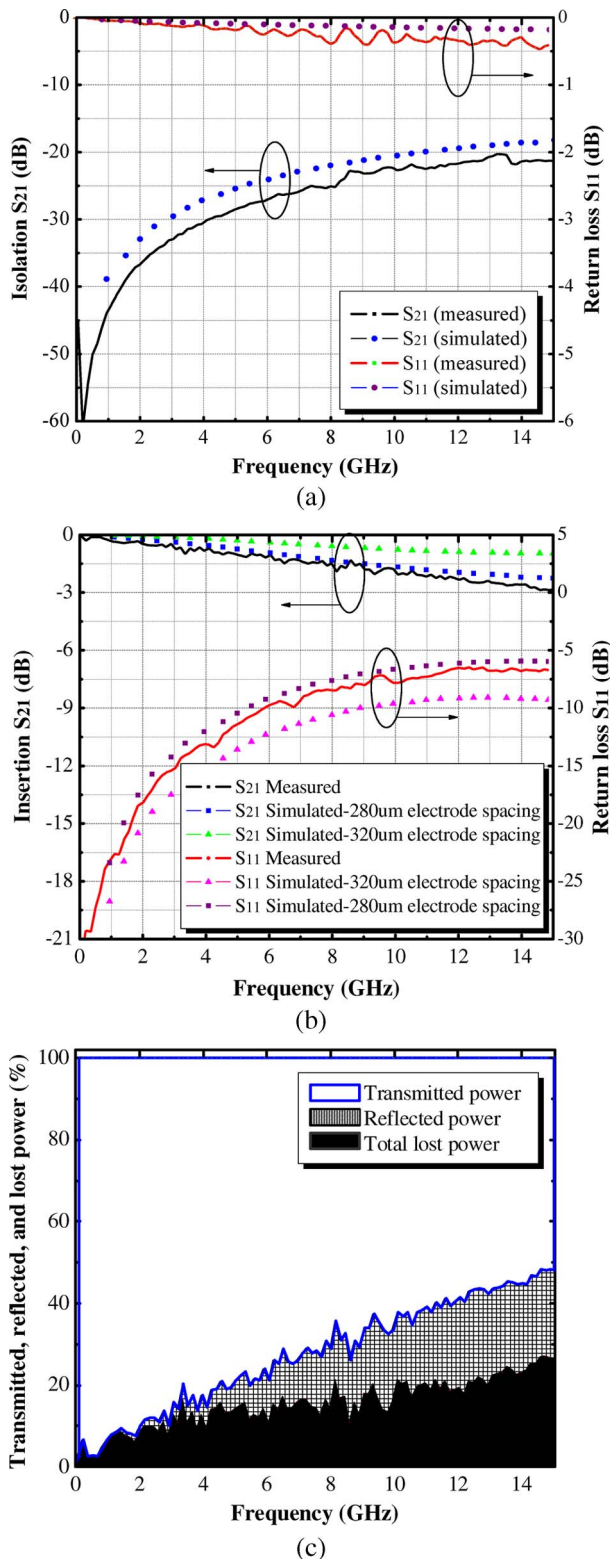 0
-10
-20
-30
-40
-50
-60
Isolation S21 (dB)
0
-1
-2
-3
-4
-5
-6
Return loss S11 (dB)
S21 (measured)
S21 (simulated)
S11 (measured)
S11 (simulated)
0 2 4 6 8 10 12 14
Frequency (GHz)
(a)
0
-3
-6
-9
-12
-15
-18
-21
Insertion S21 (dB)
5
0
-5
-10
-15
-20
-25
-30
Return loss S11 (dB)
S21 Measured
S21 Simulated-280um electrode spacing
S21 Simulated-320um electrode spacing
S11 Measured
S11 Simulated-320um electrode spacing
S11 Simulated-280um electrode spacing
0 2 4 6 8 10 12 14
Frequency (GHz)
(b)
100
80
60
40
20
0
Transmitted, reflected, and lost power (%)
Transmitted power
Reflected power
Total lost power
0 2 4 6 8 10 12 14
Frequency (GHz)
(c)